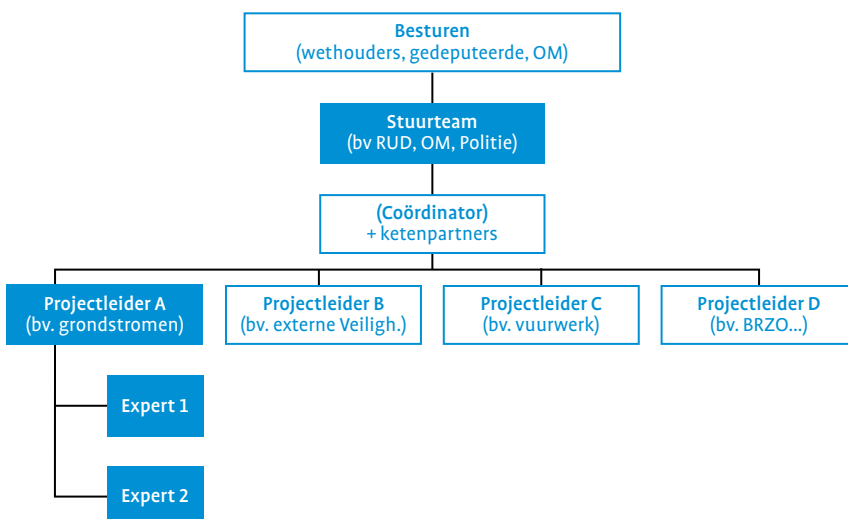 Besturen
(wethouders, gedeputeerde, OM)
Stuurteam
(bv RUD, OM, Politie)
(Coördinator)
+ ketenpartners
Projectleider A
(bv. grondstromen)
Projectleider B
(bv. externe Veiligh.)
Projectleider C
(bv. vuurwerk)
Projectleider D
(bv. BRZO...)
Expert 1
Expert 2